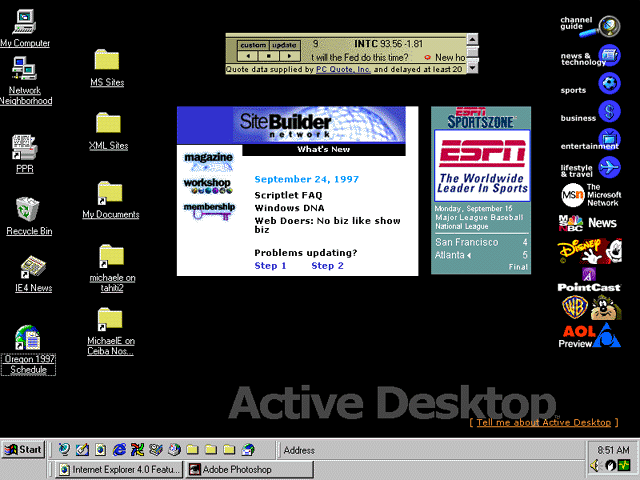 My Computer
Network
Neighborhood
PPR
Recycle Bin
IE4 News
Oregon 1997
Schedule
MS Sites
XML Sites
My Documents
michaele on
tahiti2
MichaelE on
Ceiba Nos...
custom update
9 INTC 93.56 -1.81
t will the Fed do this time? New ho
Quote data supplied by PC Quote, Inc. and delayed at least 20
SiteBuilder
network
What's New
magazine
workshop
membership
September 24, 1997
Scriptlet FAQ
Windows DNA
Web Doers: No biz like show
biz
Problems updating?
Step 1 Step 2
ESPN
SPORTSZONE
ESPN
The Worldwide
Leader In Sports
Monday, September 15
Major League Baseball
National League
San Francisco 4
Atlanta 5
Final
channel
guide
news &
technology
sports
business
entertainment
lifestyle
& travel
msn The
Microsoft
Network
MSNBC News
Disney
PointCast
WB
AOL
Preview
Active Desktop
[ Tell me about Active Desktop ]
Start
Address
8:51 AM
Internet Explorer 4.0 Featu...
Adobe Photoshop